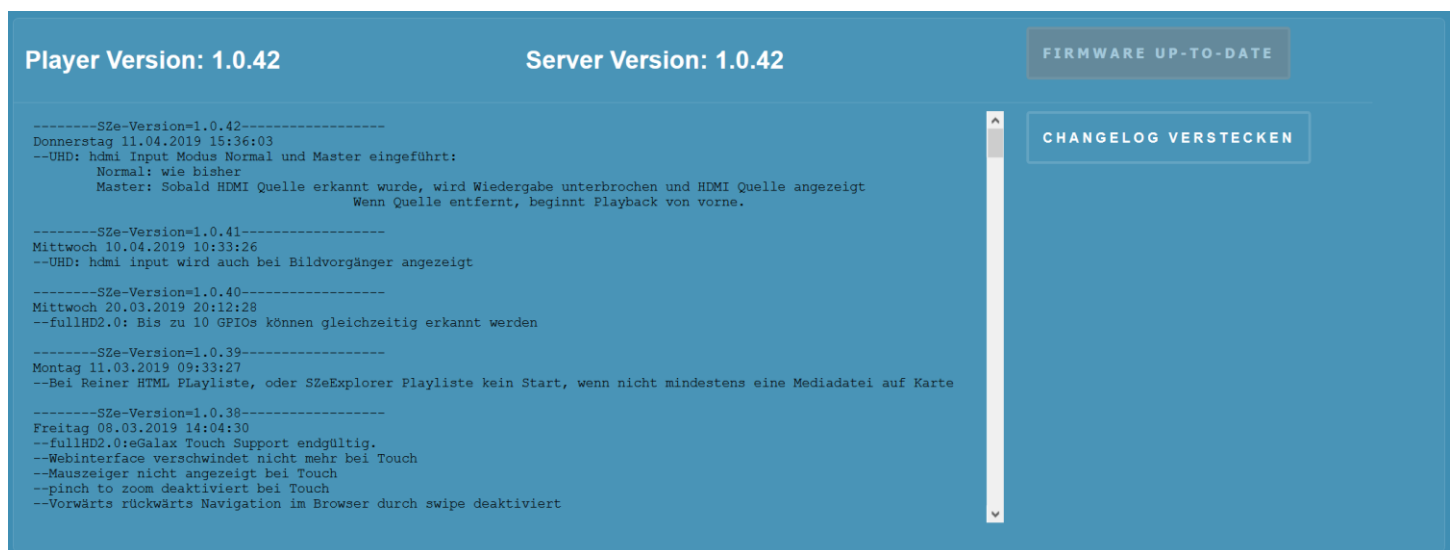 Player Version: 1.0.42
Server Version: 1.0.42
FIRMWARE UP-TO-DATE
CHANGELOG VERSTECKEN
--------SZe-Version=1.0.42------------------
Donnerstag 11.04.2019 15:36:03
--UHD: hdmi Input Modus Normal und Master eingeführt:
Normal: wie bisher
Master: Sobald HDMI Quelle erkannt wurde, wird Wiedergabe unterbrochen und HDMI Quelle angezeigt
Wenn Quelle entfernt, beginnt Playback von vorne.
--------SZe-Version=1.0.41------------------
Mittwoch 10.04.2019 10:33:26
--UHD: hdmi input wird auch bei Bildvorgänger angezeigt
--------SZe-Version=1.0.40------------------
Mittwoch 20.03.2019 20:12:28
--fullHD2.0: Bis zu 10 GPIOs können gleichzeitig erkannt werden
--------SZe-Version=1.0.39------------------
Montag 11.03.2019 09:33:27
--Bei Reiner HTML PLayliste, oder SZeExplorer Playliste kein Start, wenn nicht mindestens eine Mediadatei auf Karte
--------SZe-Version=1.0.38------------------
Freitag 08.03.2019 14:04:30
--fullHD2.0:eGalax Touch Support endgültig.
--Webinterface verschwindet nicht mehr bei Touch
--Mauszeiger nicht angezeigt bei Touch
--pinch to zoom deaktiviert bei Touch
--Vorwärts rückwärts Navigation im Browser durch swipe deaktiviert